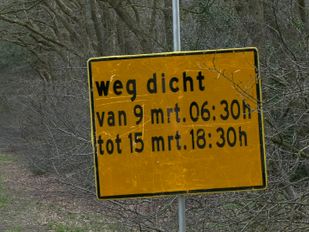 weg dicht
van 9 mrt. 06:30h
tot 15 mrt. 18:30h